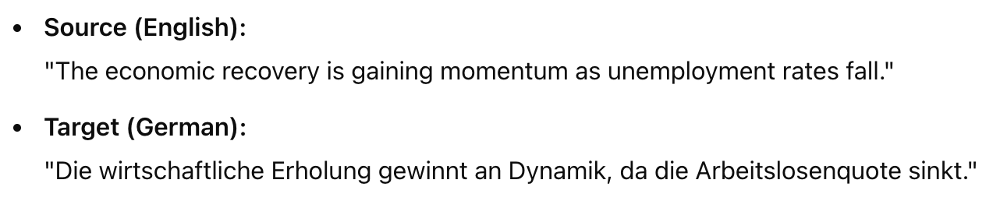 • Source (English):
"The economic recovery is gaining momentum as unemployment rates fall."
• Target (German):
"Die wirtschaftliche Erholung gewinnt an Dynamik, da die Arbeitslosenquote sinkt."